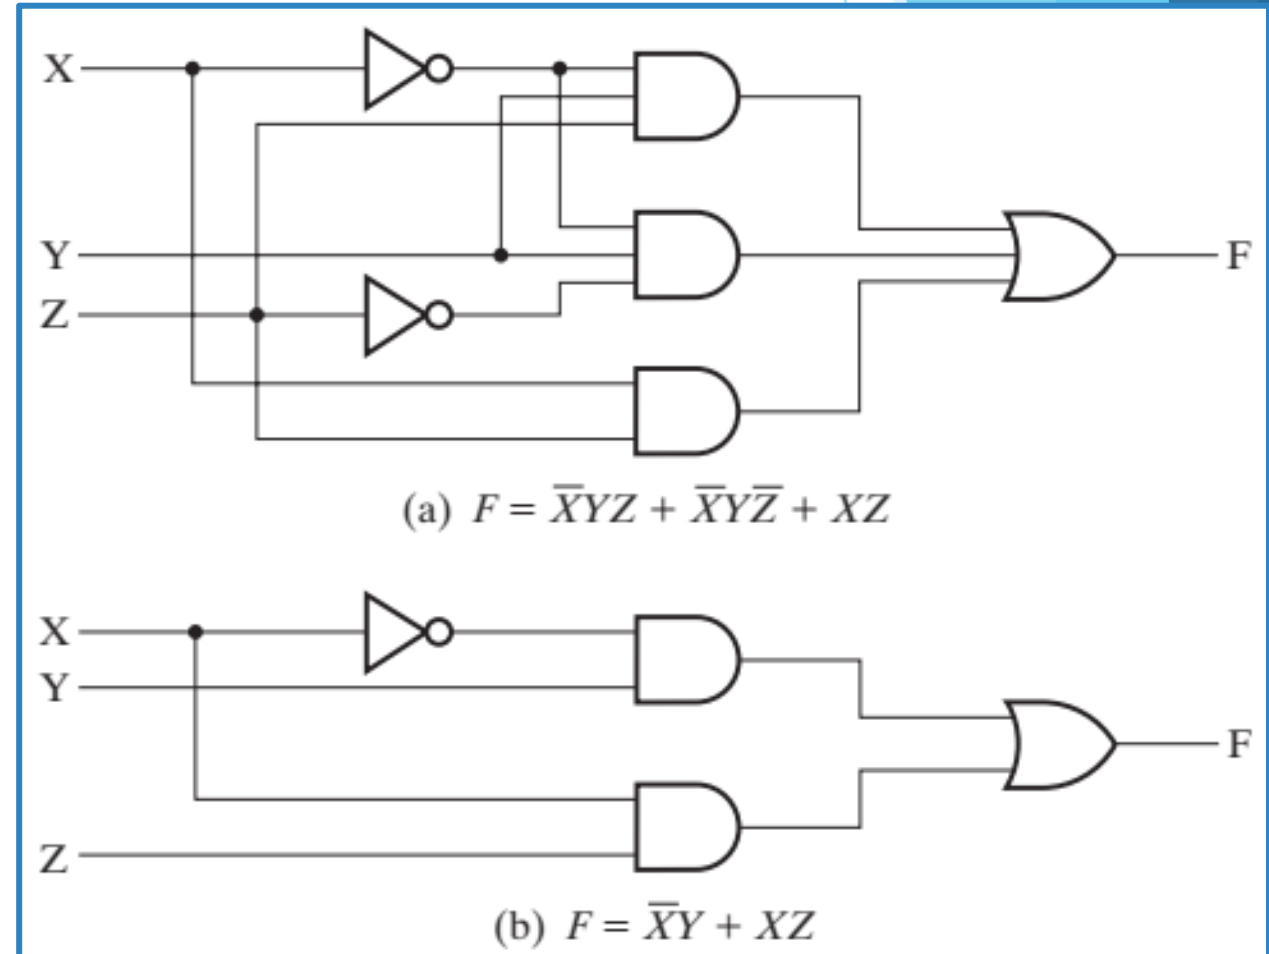 X
Y
Z
F
(a) F = X̅YZ + X̅YZ̅ + XZ
X
Y
F
Z
(b) F = X̅Y + XZ